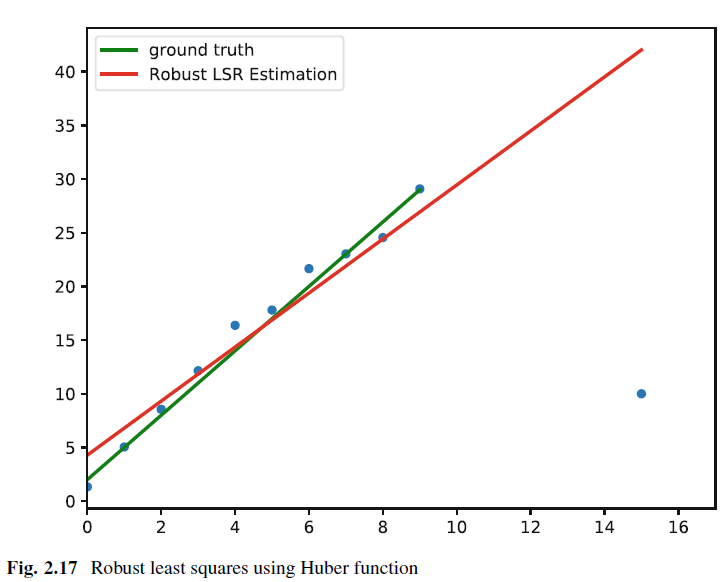 ground truth
Robust LSR Estimation
40
35
30
25
20
15
10
5
0
0 2 4 6 8 10 12 14 16
Fig. 2.17 Robust least squares using Huber function